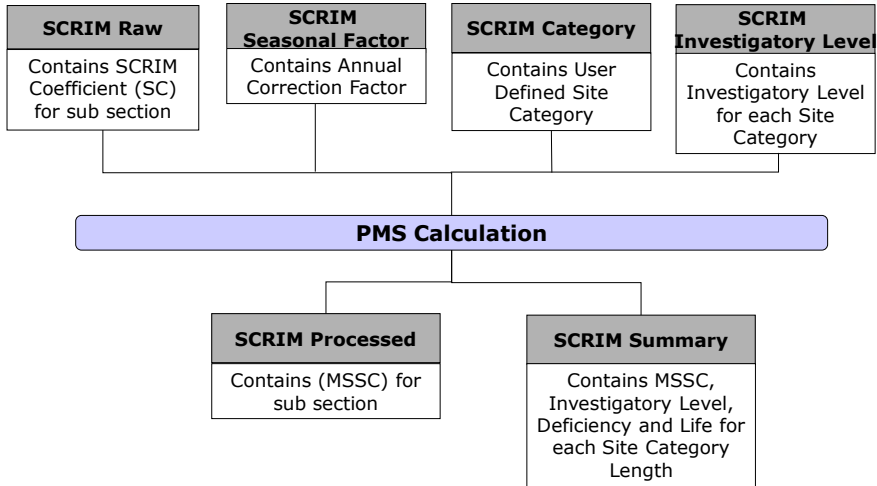 SCRIM Raw
Contains SCRIM
Coefficient (SC)
for sub section
SCRIM
Seasonal Factor
Contains Annual
Correction Factor
SCRIM Category
Contains User
Defined Site
Category
SCRIM
Investigatory Level
Contains
Investigatory Level
for each Site
Category
PMS Calculation
SCRIM Processed
Contains (MSSC) for
sub section
SCRIM Summary
Contains MSSC,
Investigatory Level,
Deficiency and Life for
each Site Category
Length